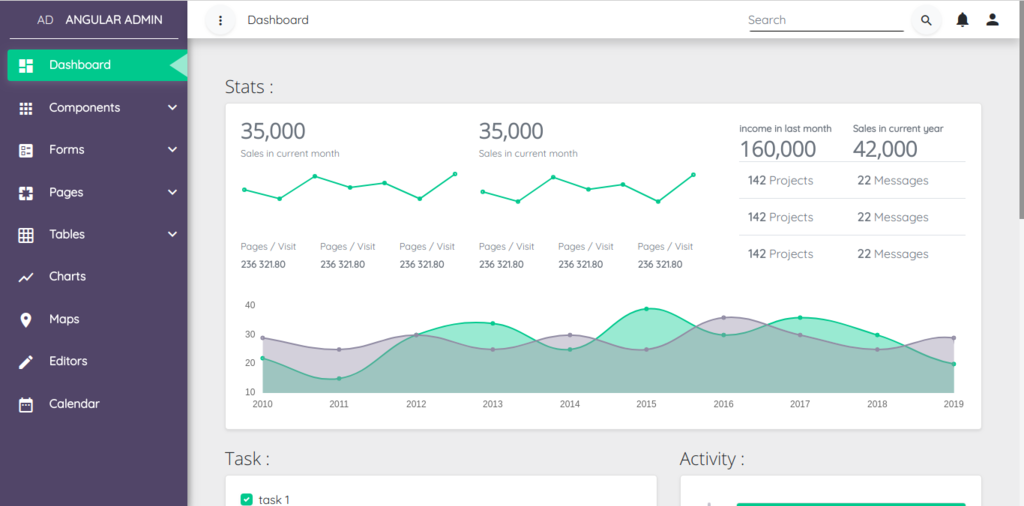 AD ANGULAR ADMIN
Dashboard
Search
Dashboard
Components
Forms
Pages
Tables
Charts
Maps
Editors
Calendar
Stats :
35,000
Sales in current month
Pages / Visit Pages / Visit Pages / Visit
236 321.80 236 321.80 236 321.80
35,000
Sales in current month
Pages / Visit Pages / Visit Pages / Visit
236 321.80 236 321.80 236 321.80
income in last month Sales in current year
160,000 42,000
142 Projects 22 Messages
142 Projects 22 Messages
142 Projects 22 Messages
40
30
20
10
2010 2011 2012 2013 2014 2015 2016 2017 2018 2019
Task :
task 1
Activity :